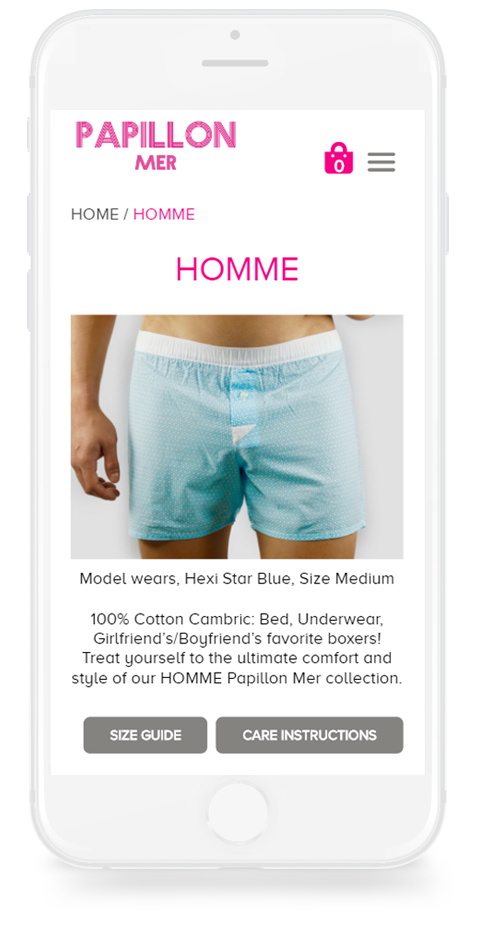 PAPILLON
MER
0
HOME / HOMME
HOMME
Model wears, Hexi Star Blue, Size Medium
100% Cotton Cambric: Bed, Underwear,
Girlfriend's/Boyfriend's favorite boxers!
Treat yourself to the ultimate comfort and
style of our HOMME Papillon Mer collection.
SIZE GUIDE
CARE INSTRUCTIONS